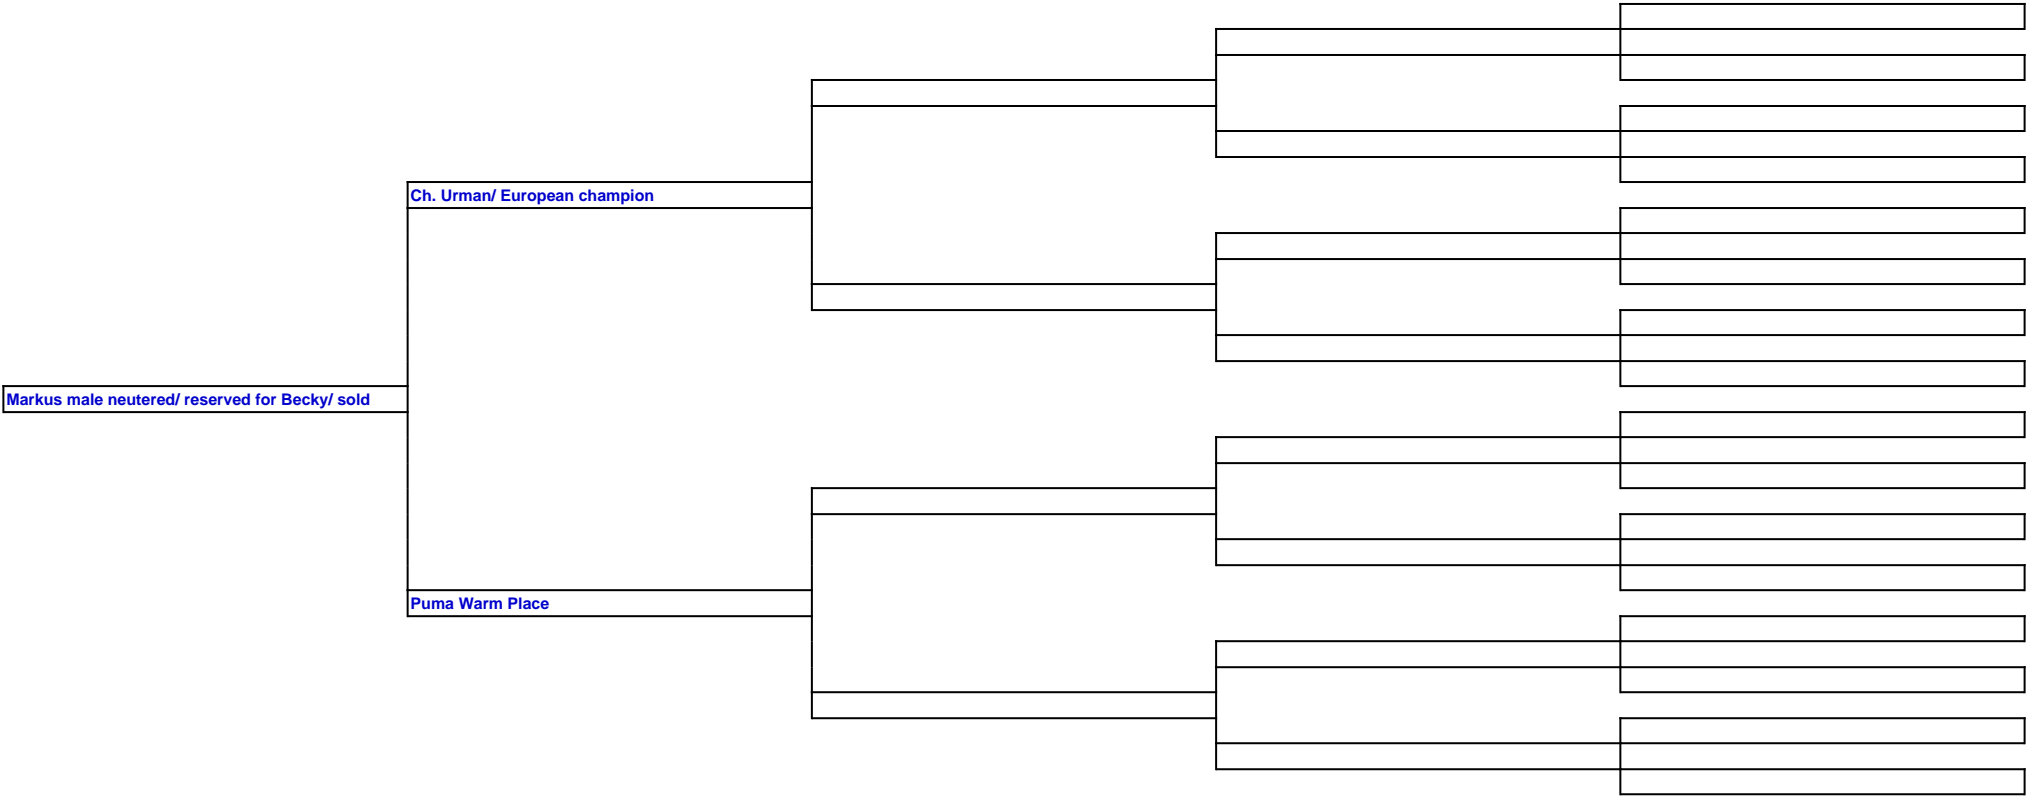 Ch. Urman/ European champion
Markus male neutered/ reserved for Becky/ sold
Puma Warm Place